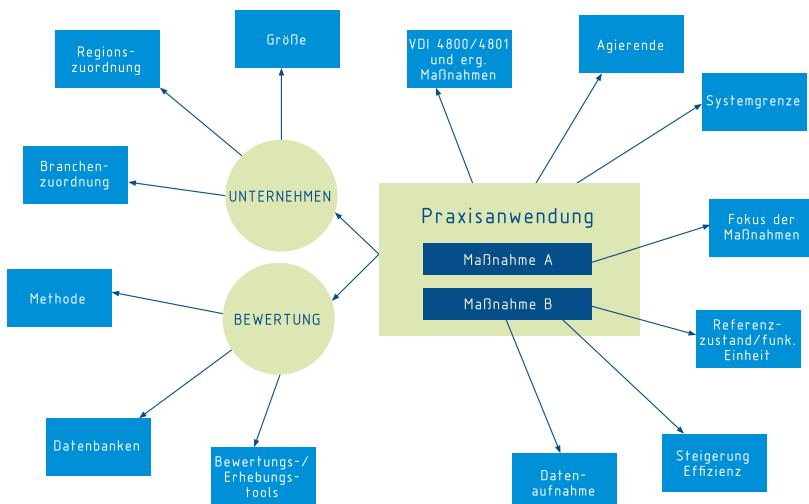 Größe
Regions-
zuordnung
Branchen-
zuordnung
UNTERNEHMEN
Methode
BEWERTUNG
Datenbanken
Bewertungs-/
Erhebungs-
tools
VDI 4800/4801
und erg.
Maßnahmen
Agierende
Systemgrenze
Praxisanwendung
Maßnahme A
Maßnahme B
Fokus der
Maßnahmen
Referenz-
zustand/funk.
Einheit
Steigerung
Effizienz
Daten-
aufnahme